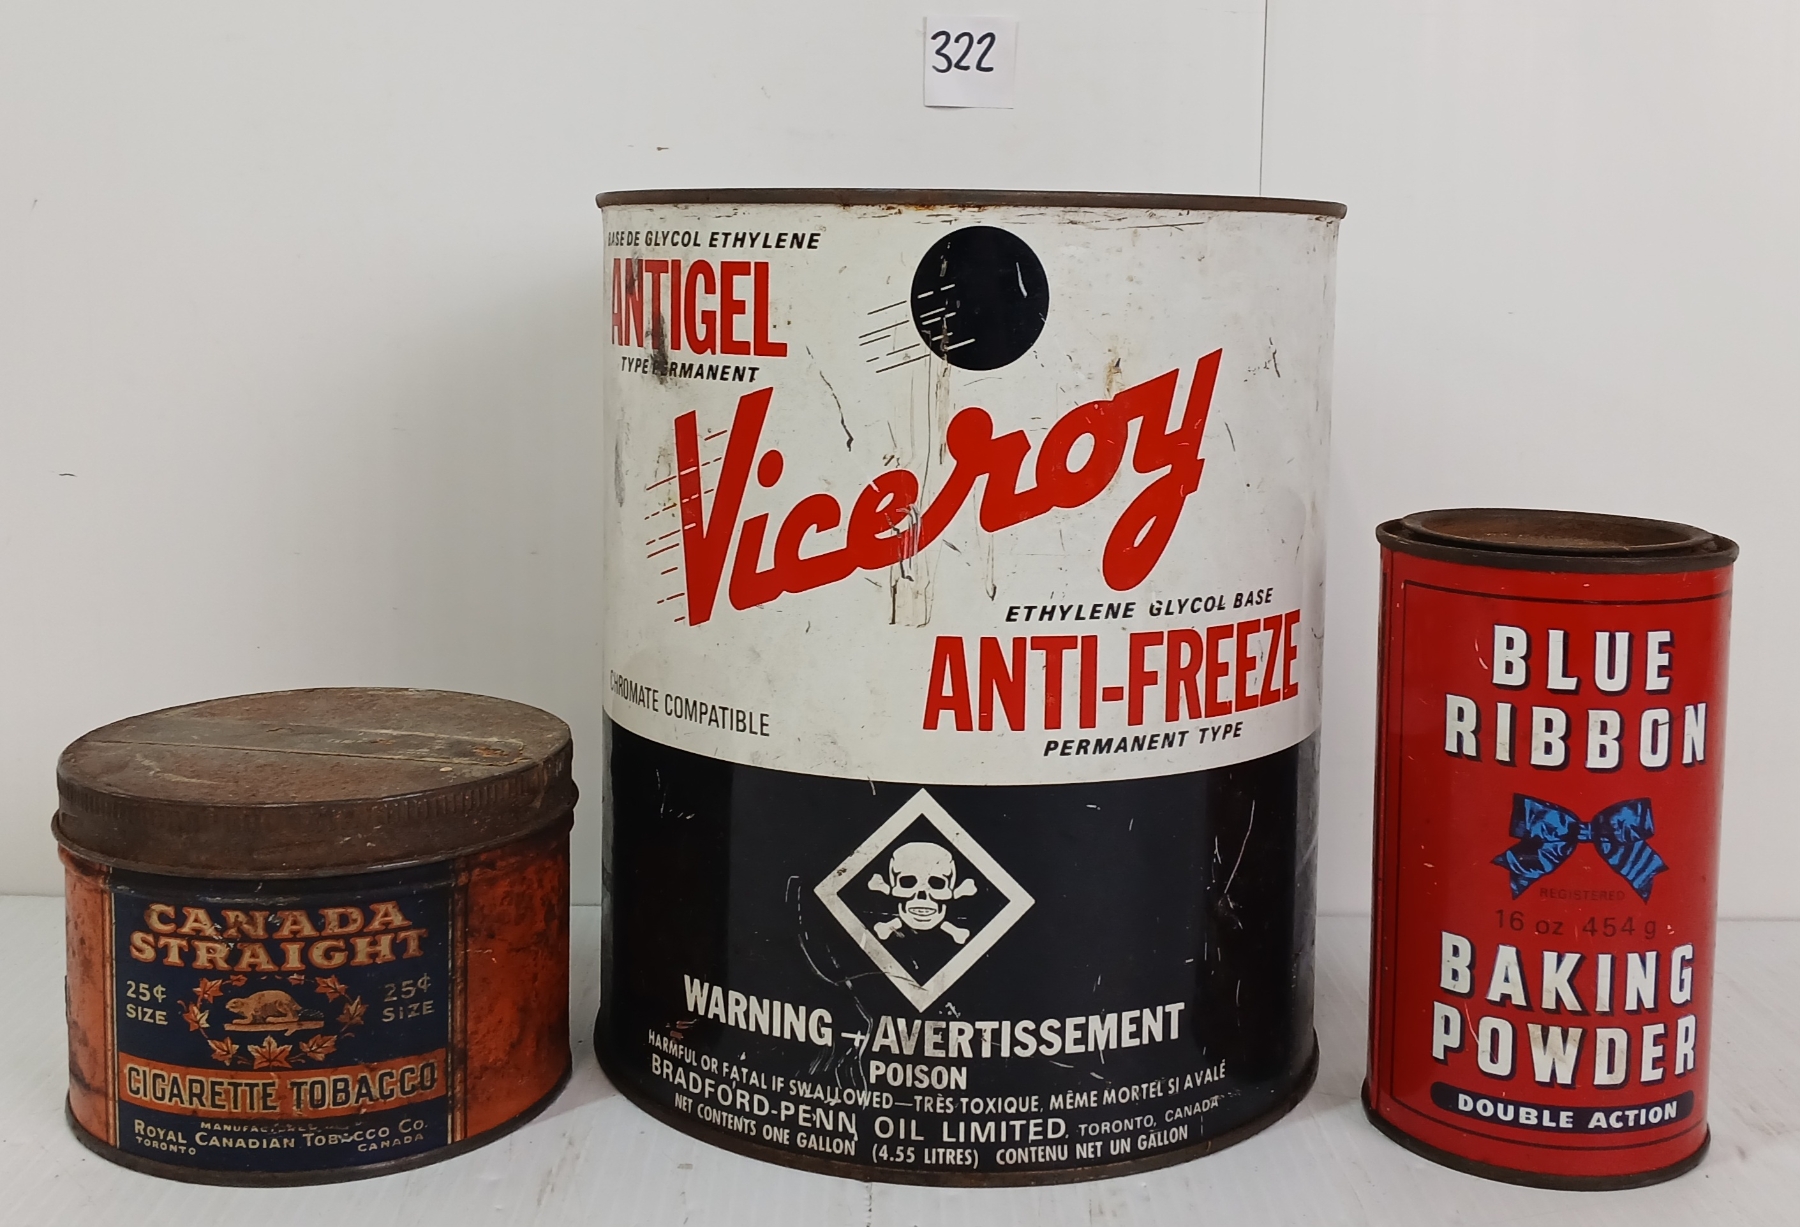 322
BASE DE GLYCOL ETHYLENE
ANTIGEL
TYPE PERMANENT
Viceroy
ETHYLENE GLYCOL BASE
ANTI-FREEZE
PERMANENT TYPE
CHROMATE COMPATIBLE
WARNING - AVERTISSEMENT
POISON
HARMFUL OR FATAL IF SWALLOWED—TRÈS TOXIQUE, MÊME MORTEL SI AVALÉ
BRADFORD-PENN OIL LIMITED, TORONTO, CANADA
NET CONTENTS ONE GALLON (4.55 LITRES) CONTENU NET UN GALLON
CANADA
STRAIGHT
25¢ SIZE
25¢ SIZE
CIGARETTE TOBACCO
MANUFACTURED
ROYAL CANADIAN TOBACCO CO.
TORONTO CANADA
BLUE
RIBBON
REGISTERED
16 oz 454 g
BAKING
POWDER
DOUBLE ACTION